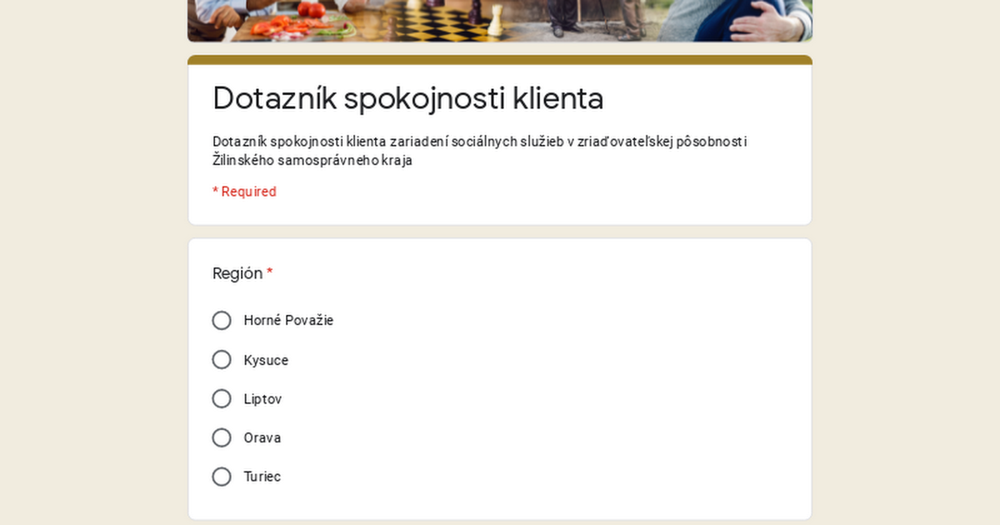 Dotazník spokojnosti klienta
Dotazník spokojnosti klienta zariadení sociálnych služieb v zriaďovateľskej pôsobnosti
Žilinského samosprávneho kraja
* Required
Región *
Horné Považie
Kysuce
Liptov
Orava
Turiec